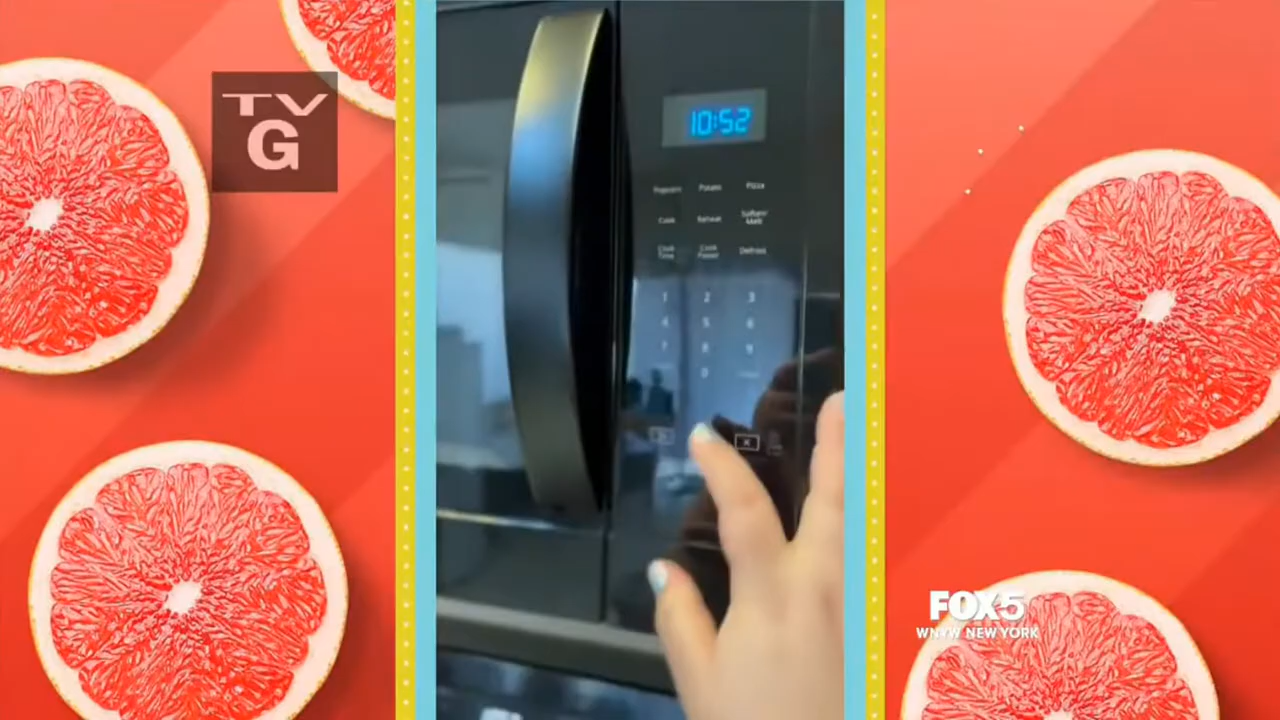 TV
G
10:52
Popcorn Potato Pizza
Cook Reheat Soften/
Melt
Cook Cook Defrost
Time Power
1 2 3
4 5 6
7 8 9
0
FOX5
WNYW NEW YORK